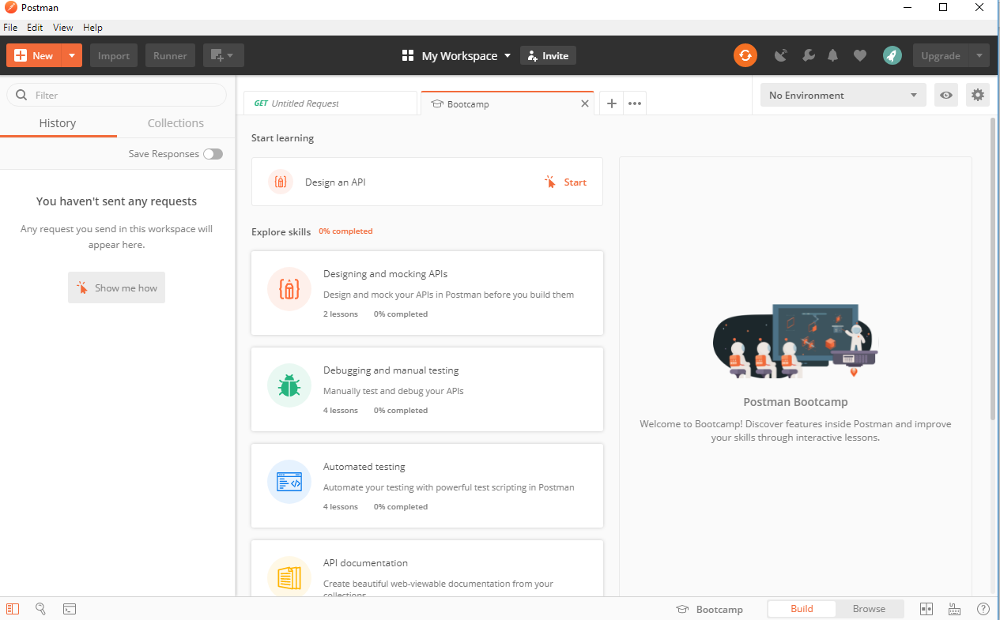 Postman
File Edit View Help
New Import Runner My Workspace Invite Upgrade
Filter
History Collections
Save Responses
You haven't sent any requests
Any request you send in this workspace will
appear here.
Show me how
GET Untitled Request
Bootcamp
No Environment
Start learning
Design an API Start
Explore skills 0% completed
Designing and mocking APIs
Design and mock your APIs in Postman before you build them
2 lessons 0% completed
Debugging and manual testing
Manually test and debug your APIs
4 lessons 0% completed
Automated testing
Automate your testing with powerful test scripting in Postman
4 lessons 0% completed
API documentation
Create beautiful web-viewable documentation from your
collections
Postman Bootcamp
Welcome to Bootcamp! Discover features inside Postman and improve
your skills through interactive lessons.
Bootcamp Build Browse